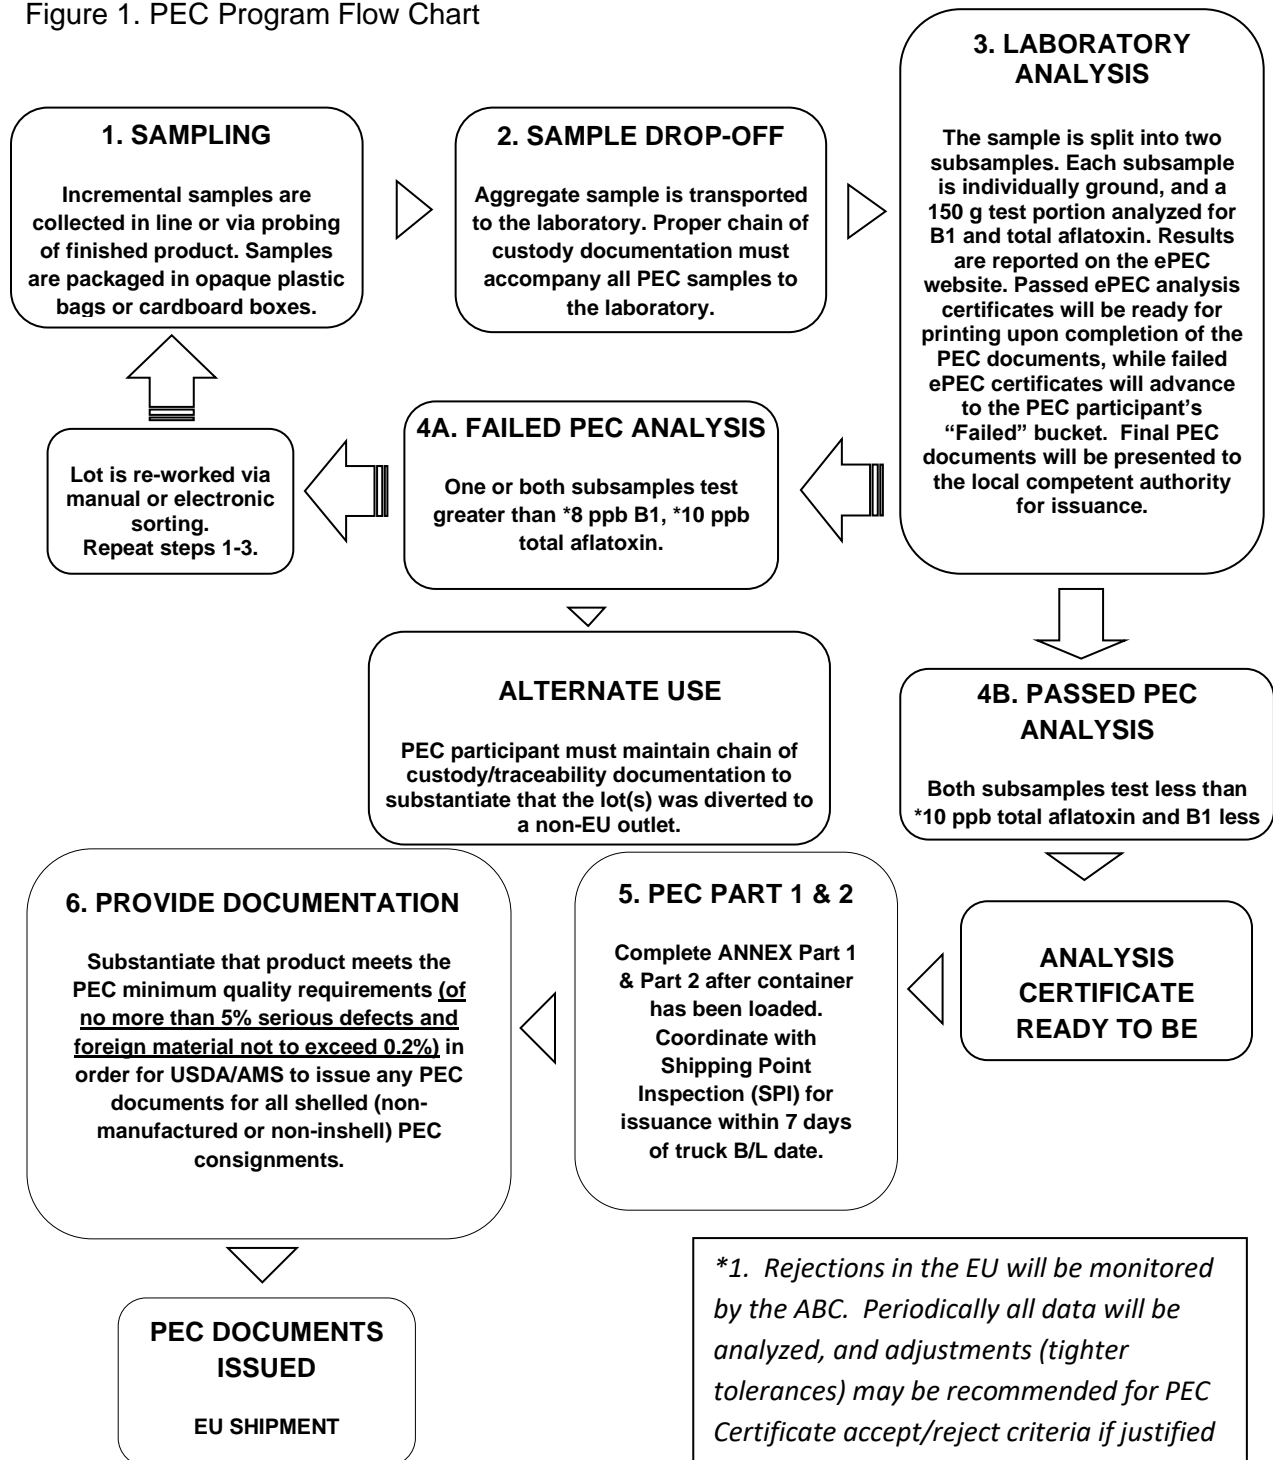 Figure 1. PEC Program Flow Chart
1. SAMPLING
Incremental samples are
collected in line or via probing
of finished product. Samples
are packaged in opaque plastic
bags or cardboard boxes.
2. SAMPLE DROP-OFF
Aggregate sample is transported
to the laboratory. Proper chain of
custody documentation must
accompany all PEC samples to
the laboratory.
3. LABORATORY
ANALYSIS
The sample is split into two
subsamples. Each subsample
is individually ground, and a
150 g test portion analyzed for
B1 and total aflatoxin. Results
are reported on the ePEC
website. Passed ePEC analysis
certificates will be ready for
printing upon completion of the
PEC documents, while failed
ePEC certificates will advance
to the PEC participant’s
“Failed” bucket.  Final PEC
documents will be presented to
the local competent authority
for issuance.
4A. FAILED PEC ANALYSIS
One or both subsamples test
greater than *8 ppb B1, *10 ppb
total aflatoxin.
Lot is re-worked via
manual or electronic
sorting.
Repeat steps 1-3.
ALTERNATE USE
PEC participant must maintain chain of
custody/traceability documentation to
substantiate that the lot(s) was diverted to
a non-EU outlet.
4B. PASSED PEC
ANALYSIS
Both subsamples test less than
*10 ppb total aflatoxin and B1 less
ANALYSIS
CERTIFICATE
READY TO BE
5. PEC PART 1 & 2
Complete ANNEX Part 1
& Part 2 after container
has been loaded.
Coordinate with
Shipping Point
Inspection (SPI) for
issuance within 7 days
of truck B/L date.
6. PROVIDE DOCUMENTATION
Substantiate that product meets the
PEC minimum quality requirements (of
no more than 5% serious defects and
foreign material not to exceed 0.2%) in
order for USDA/AMS to issue any PEC
documents for all shelled (non-
manufactured or non-inshell) PEC
consignments.
PEC DOCUMENTS
ISSUED
EU SHIPMENT
*1.  Rejections in the EU will be monitored
by the ABC.  Periodically all data will be
analyzed, and adjustments (tighter
tolerances) may be recommended for PEC
Certificate accept/reject criteria if justified